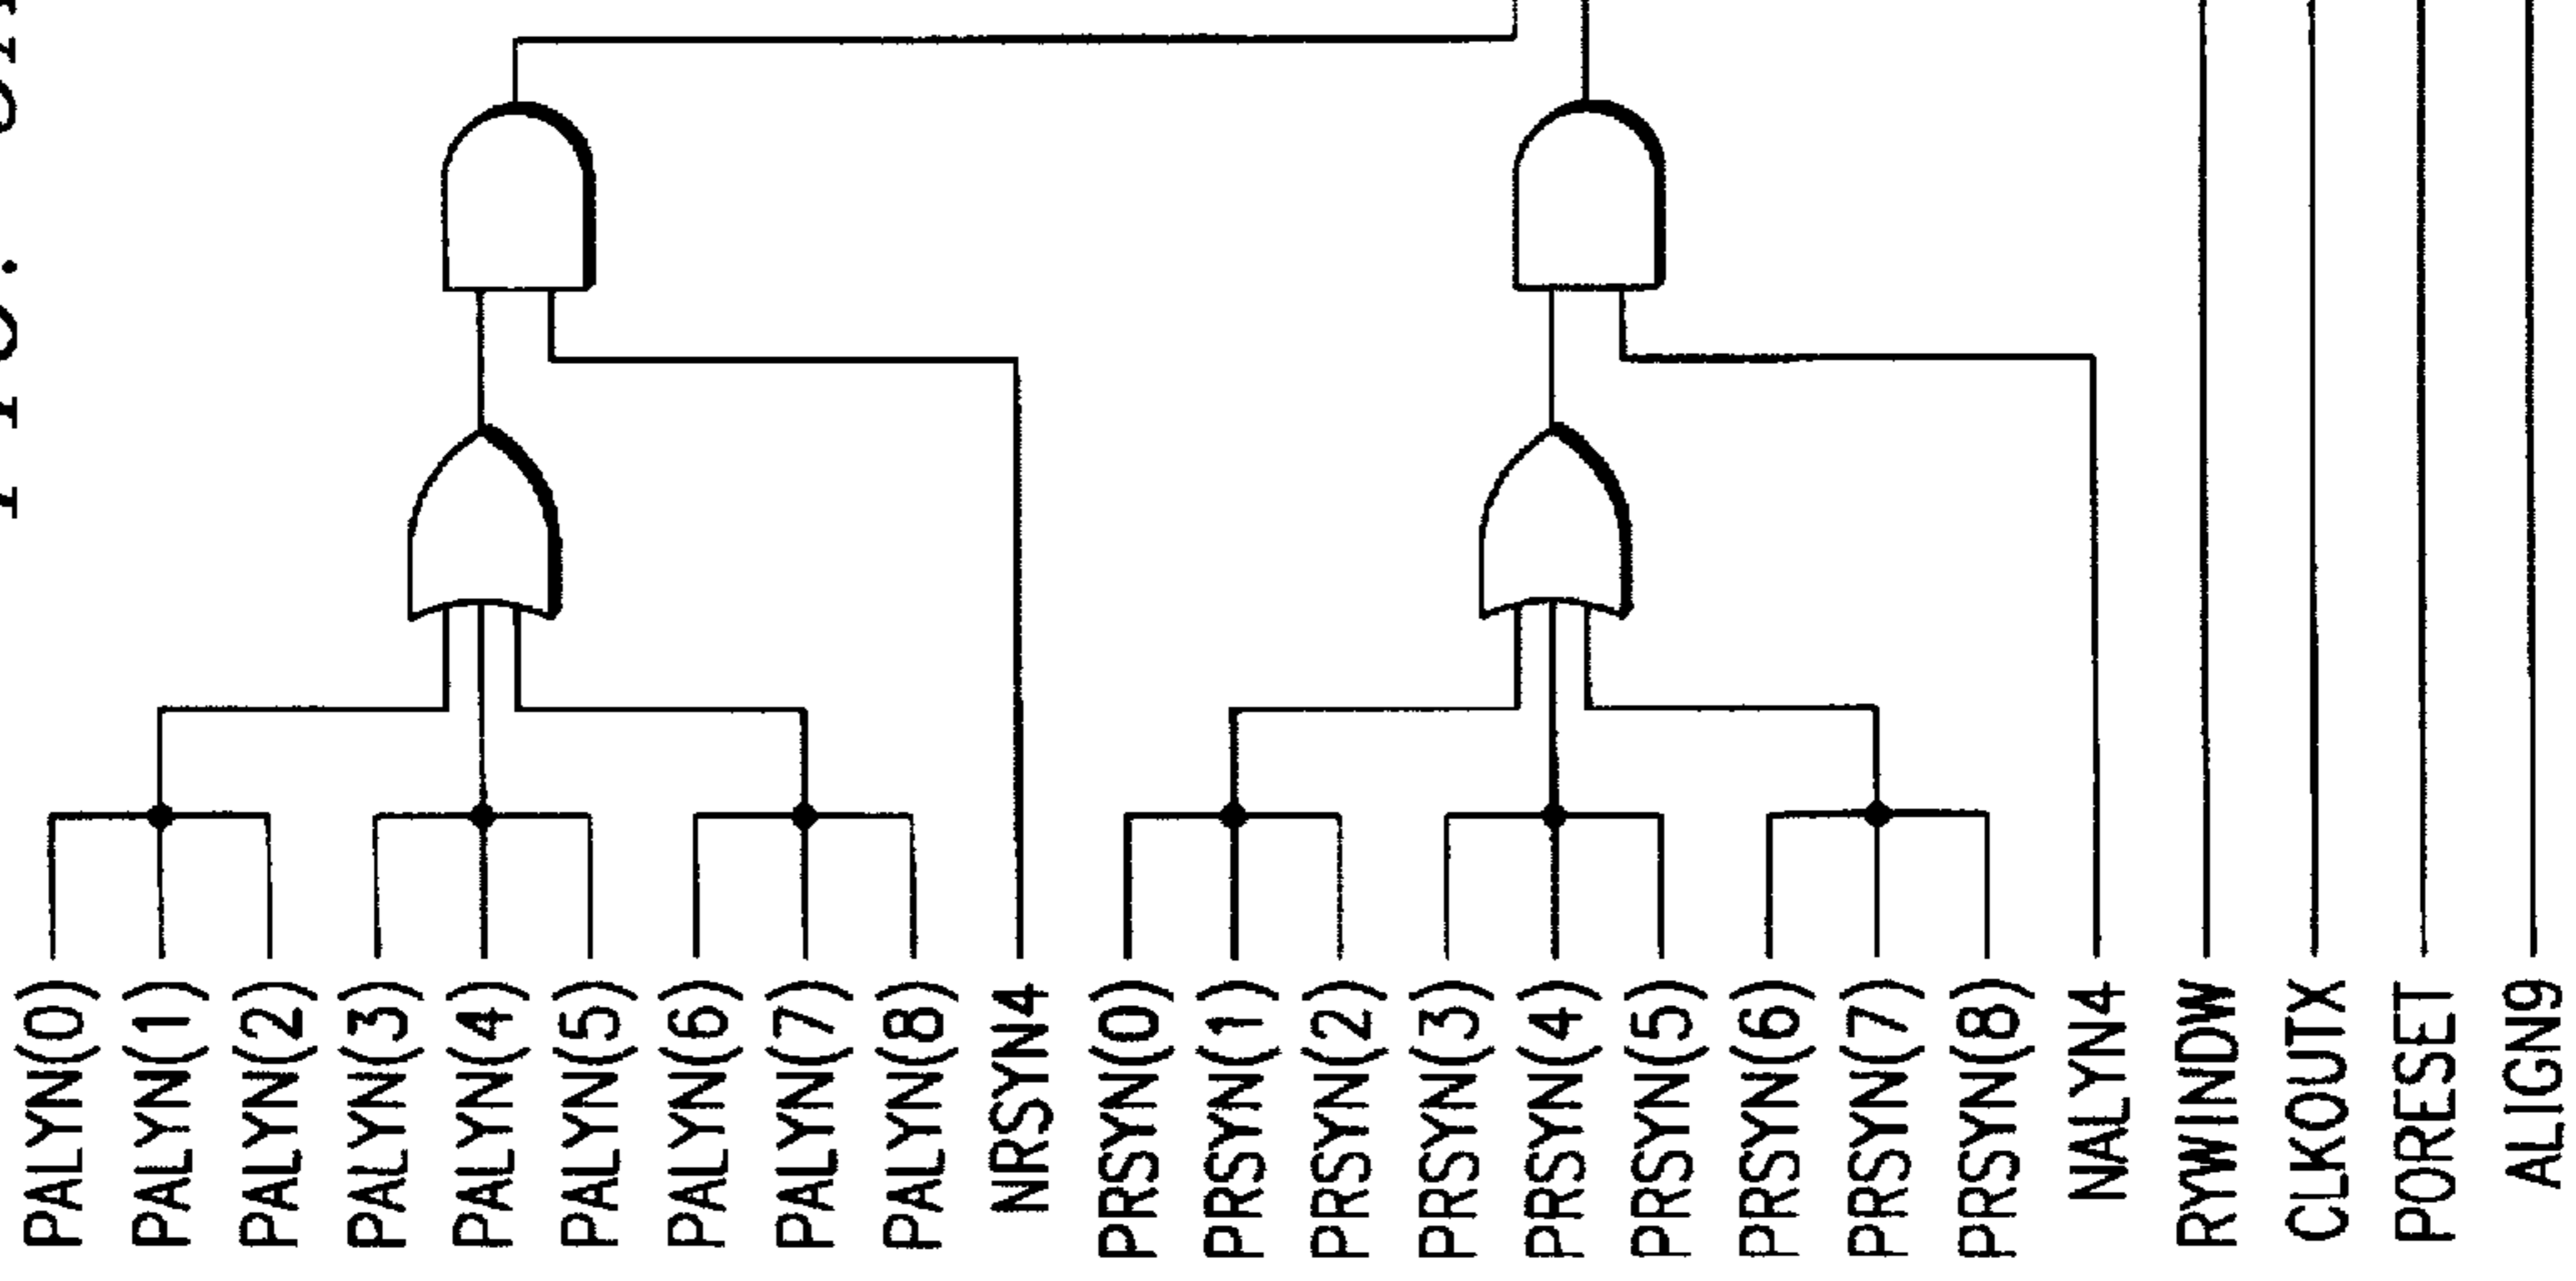 PALYN(0)
PALYN(1)
PALYN(2)
PALYN(3)
PALYN(4)
PALYN(5)
PALYN(6)
PALYN(7)
PALYN(8)
NRSYN4
PRSYN(0)
PRSYN(1)
PRSYN(2)
PRSYN(3)
PRSYN(4)
PRSYN(5)
PRSYN(6)
PRSYN(7)
PRSYN(8)
NALYN4
RYWINDW
CLKOUTX
PORESET
ALIGN9